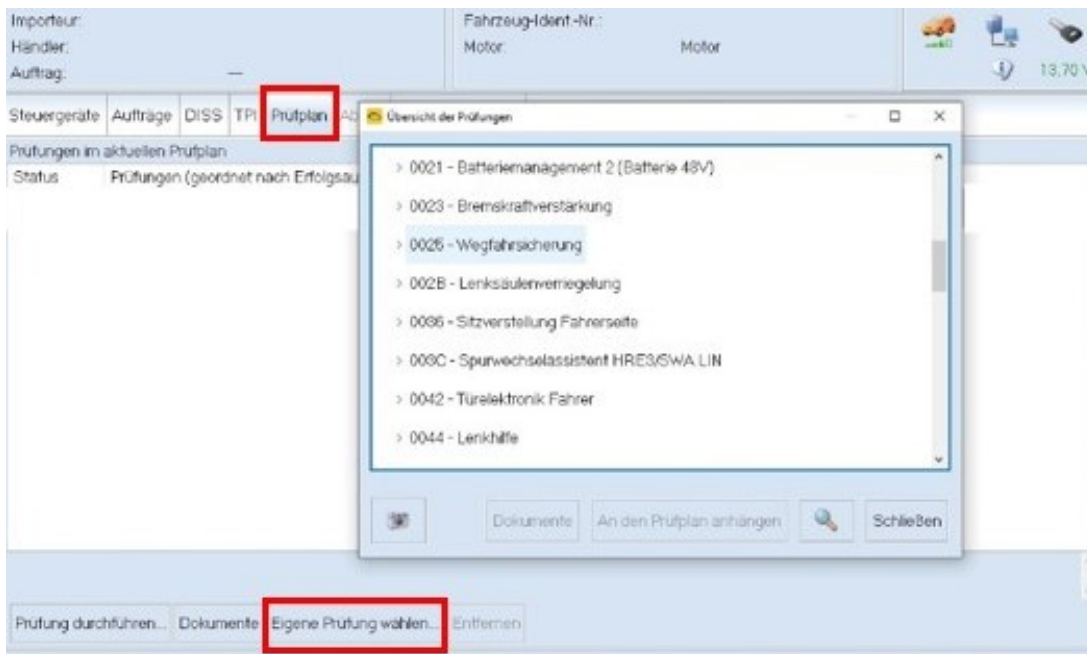 Importeur:
Händler:
Auftrag: —
Fahrzeug-Ident.-Nr.:
Motor: Motor
13,70 V
Steuergeräte Aufträge DISS TPI Prüfplan Ab
Prüfungen im aktuellen Prüfplan
Status Prüfungen (geordnet nach Erfolgsau
Übersicht der Prüfungen
> 0021 - Batteriemanagement 2 (Batterie 48V)
> 0023 - Bremskraftverstärkung
> 0025 - Wegfahrsicherung
> 002B - Lenksäulenverriegelung
> 0036 - Sitzverstellung Fahrerseite
> 003C - Spurwechselassistent HRE3/SWA LIN
> 0042 - Türelektronik Fahrer
> 0044 - Lenkhilfe
Dokumente An den Prüfplan anhängen Schließen
Prüfung durchführen... Dokumente Eigene Prüfung wählen... Entfernen